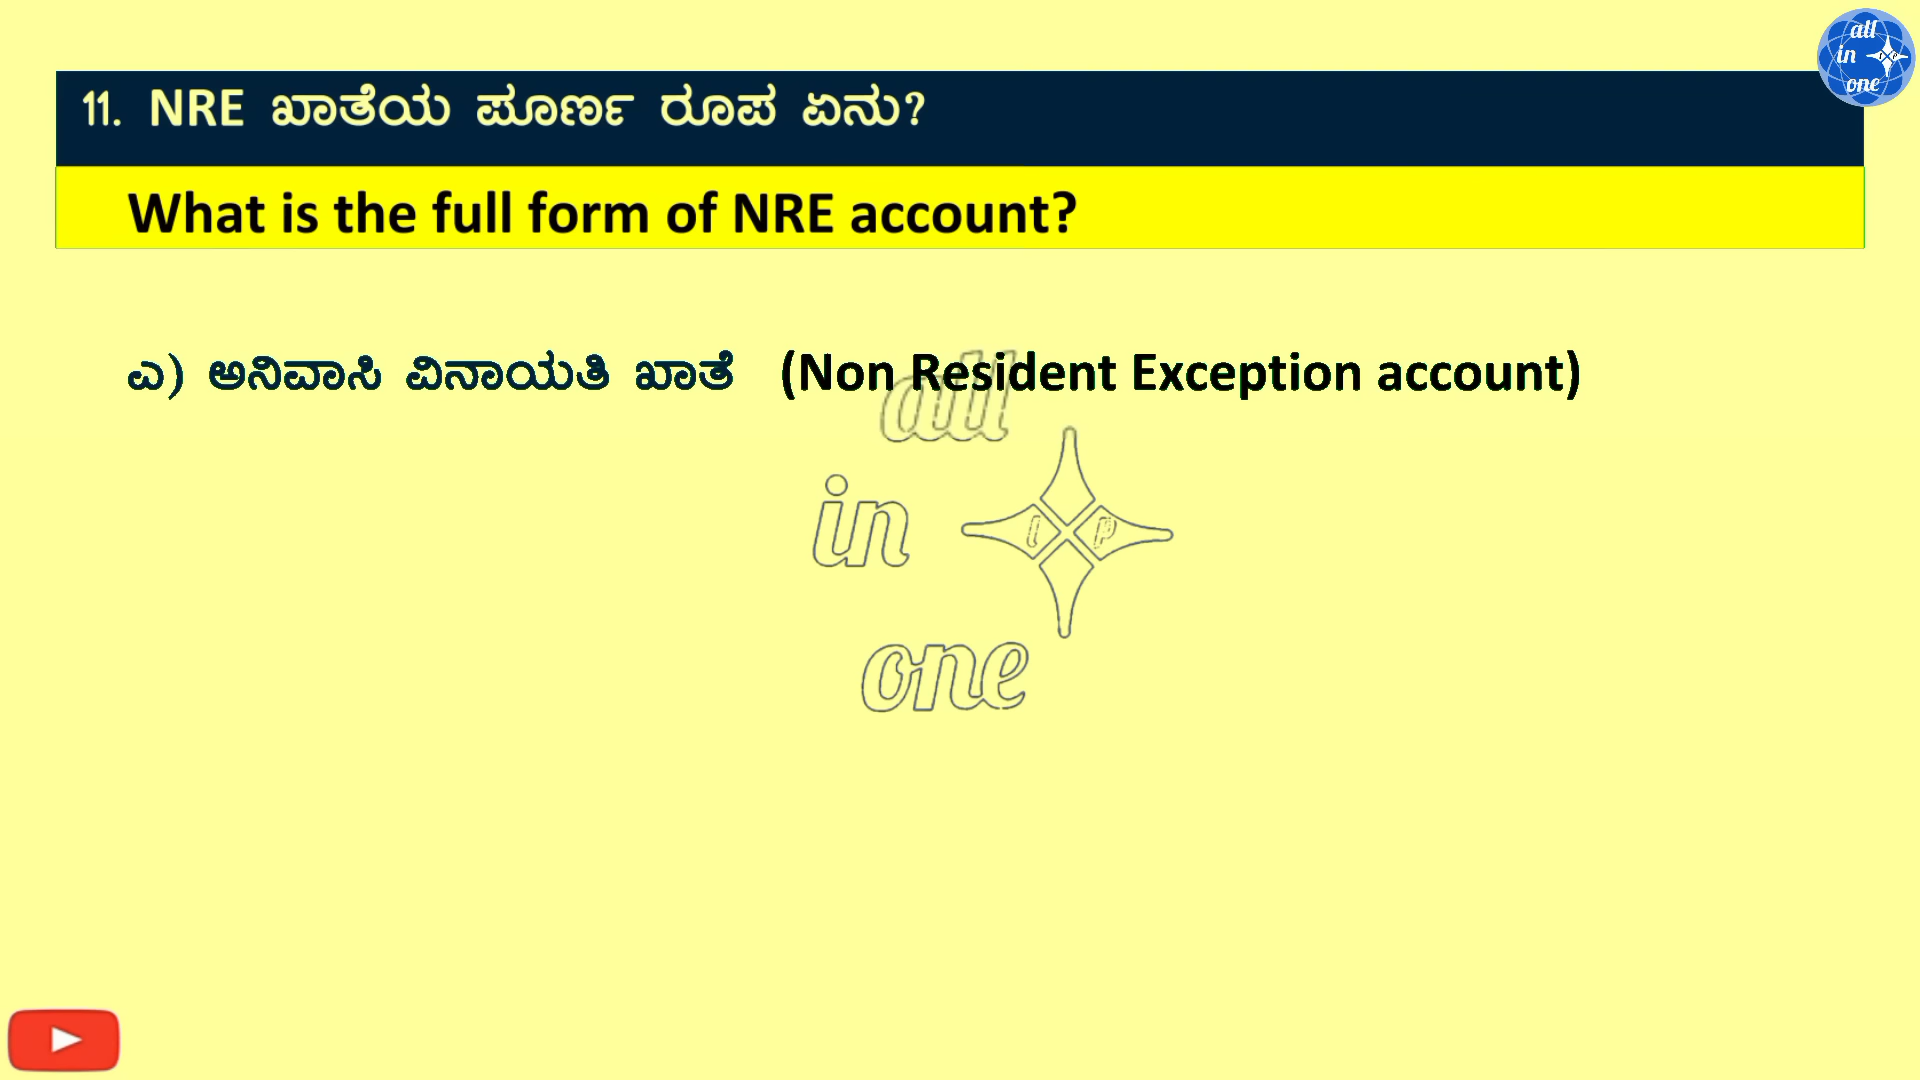 all
in
one
11. NRE ಖಾತೆಯ ಪೂರ್ಣ ರೂಪ ಏನು?
What is the full form of NRE account?
ಎ) ಅನಿವಾಸಿ ವಿನಾಯತಿ ಖಾತೆ (Non Resident Exception account)
all
in
1 P
one